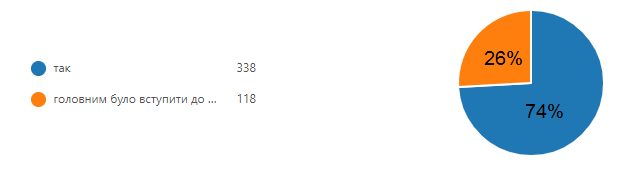 так 338
головним було вступити до ... 118
26%
74%